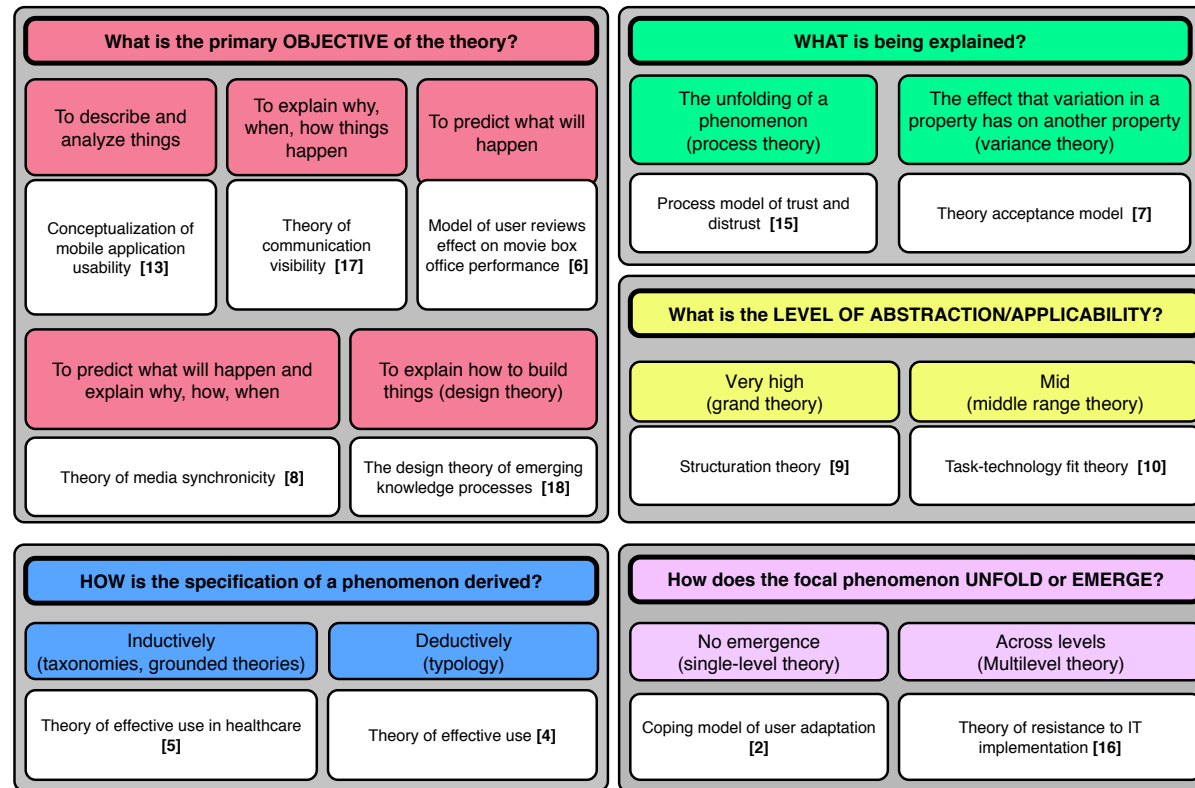 What is the primary OBJECTIVE of the theory?
To describe and
analyze things
To explain why,
when, how things
happen
To predict what will
happen
Conceptualization of
mobile application
usability [13]
Theory of
communication
visibility [17]
Model of user reviews
effect on movie box
office performance [6]
To predict what will happen and
explain why, how, when
To explain how to build
things (design theory)
Theory of media synchronicity [8]
The design theory of emerging
knowledge processes [18]
WHAT is being explained?
The unfolding of a
phenomenon
(process theory)
The effect that variation in a
property has on another property
(variance theory)
Process model of trust and
distrust [15]
Theory acceptance model [7]
What is the LEVEL OF ABSTRACTION/APPLICABILITY?
Very high
(grand theory)
Mid
(middle range theory)
Structuration theory [9]
Task-technology fit theory [10]
HOW is the specification of a phenomenon derived?
Inductively
(taxonomies, grounded theories)
Deductively
(typology)
Theory of effective use in healthcare
[5]
Theory of effective use [4]
How does the focal phenomenon UNFOLD or EMERGE?
No emergence
(single-level theory)
Across levels
(Multilevel theory)
Coping model of user adaptation
[2]
Theory of resistance to IT
implementation [16]